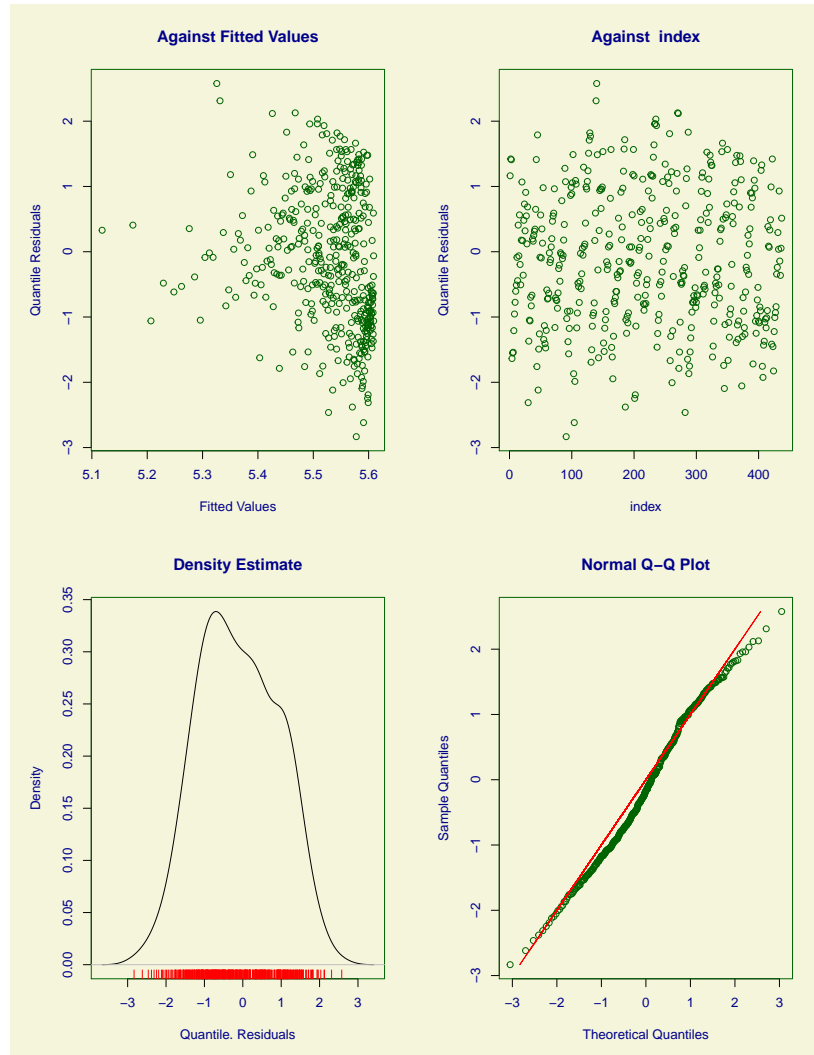 Against Fitted Values
Quantile Residuals
2
1
0
−1
−2
−3
5.1 5.2 5.3 5.4 5.5 5.6
Fitted Values
Against index
Quantile Residuals
2
1
0
−1
−2
−3
0 100 200 300 400
index
Density Estimate
Density
0.35
0.30
0.25
0.20
0.15
0.10
0.05
0.00
−3 −2 −1 0 1 2 3
Quantile. Residuals
Normal Q−Q Plot
Sample Quantiles
2
1
0
−1
−2
−3
−3 −2 −1 0 1 2 3
Theoretical Quantiles